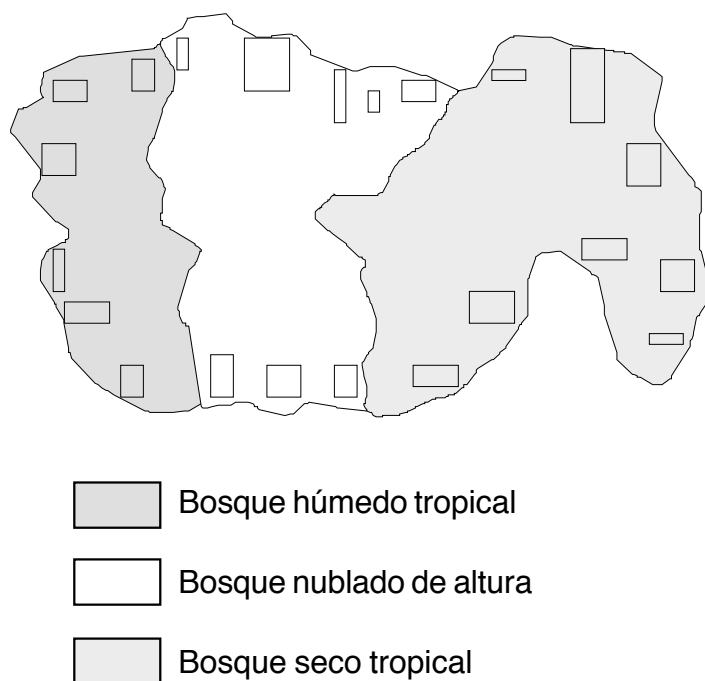 Bosque húmedo tropical
Bosque nublado de altura
Bosque seco tropical